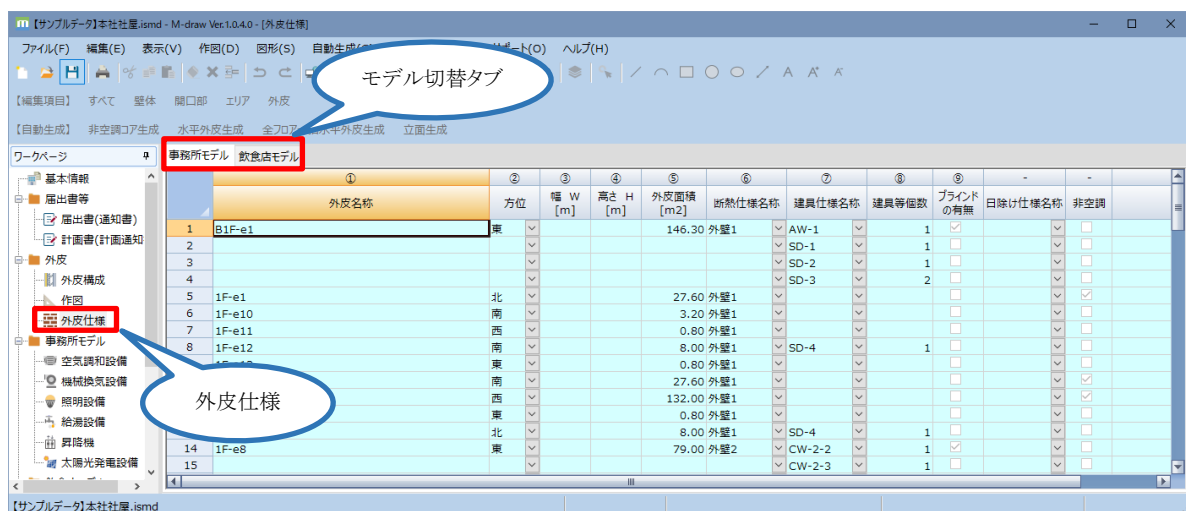 【サンプルデータ】本社社屋.ismd - M-draw Ver.1.0.4.0 - [外皮仕様]
ファイル(F) 編集(E) 表示(V) 作図(D) 図形(S) 自動生成 ート(O) ヘルプ(H)
モデル切替タブ
【編集項目】 すべて 壁体 開口部 エリア 外皮
【自動生成】 非空調コア生成 水平外皮生成 全フロア 水平外皮生成 立面生成
ワークページ
事務所モデル 飲食店モデル
基本情報
届出書等
届出書(通知書)
計画書(計画通知
外皮
外皮構成
作図
外皮仕様
事務所モデル
空気調和設備
機械換気設備
照明設備
給湯設備
昇降機
太陽光発電設備
① ② ③ ④ ⑤ ⑥ ⑦ ⑧ ⑨ - -
外皮名称 方位 幅 W [m] 高さ H [m] 外皮面積 [m2] 断熱仕様名称 建具仕様名称 建具等個数 ブラインドの有無 日除け仕様名称 非空調
1 B1F-e1 東 146.30 外壁1 AW-1 1
2 SD-1 1
3 SD-2 1
4 SD-3 2
5 1F-e1 北 27.60 外壁1
6 1F-e10 南 3.20 外壁1
7 1F-e11 西 0.80 外壁1
8 1F-e12 南 8.00 外壁1 SD-4 1
東 0.80 外壁1
南 27.60 外壁1
西 132.00 外壁1
東 0.80 外壁1
北 8.00 外壁1 SD-4 1
14 1F-e8 東 79.00 外壁2 CW-2-2 1
15 CW-2-3 1
外皮仕様
【サンプルデータ】本社社屋.ismd